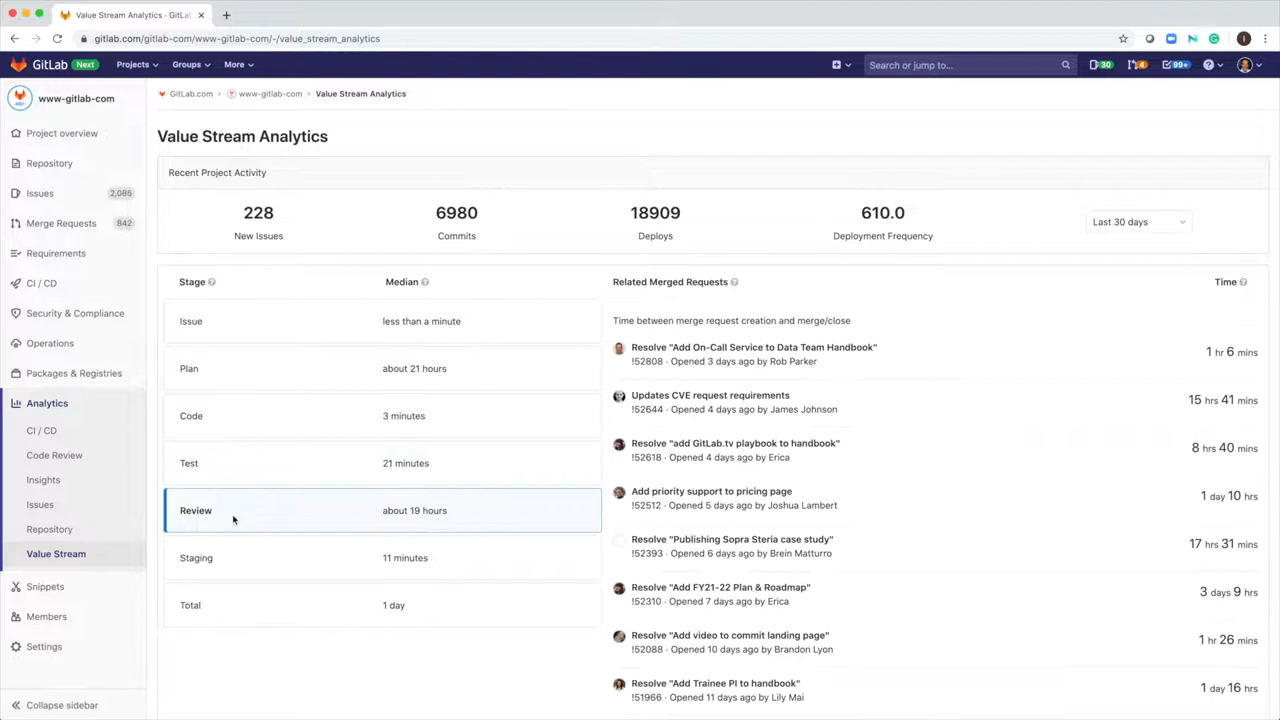 Value Stream Analytics · GitLa
gitlab.com/gitlab-com/www-gitlab-com/-/value_stream_analytics
GitLab Next Projects Groups More Search or jump to... 30 4 99+
www-gitlab-com
GitLab.com › www-gitlab-com › Value Stream Analytics
Project overview
Repository
Issues 2,085
Merge Requests 842
Requirements
CI / CD
Security & Compliance
Operations
Packages & Registries
Analytics
CI / CD
Code Review
Insights
Issues
Repository
Value Stream
Snippets
Members
Settings
Collapse sidebar
Value Stream Analytics
Recent Project Activity
228 6980 18909 610.0
New Issues Commits Deploys Deployment Frequency
Last 30 days
Stage Median
Issue less than a minute
Plan about 21 hours
Code 3 minutes
Test 21 minutes
Review about 19 hours
Staging 11 minutes
Total 1 day
Related Merged Requests Time
Time between merge request creation and merge/close
Resolve "Add On-Call Service to Data Team Handbook"
!52808 · Opened 3 days ago by Rob Parker
1 hr 6 mins
Updates CVE request requirements
!52644 · Opened 4 days ago by James Johnson
15 hrs 41 mins
Resolve "add GitLab.tv playbook to handbook"
!52618 · Opened 4 days ago by Erica
8 hrs 40 mins
Add priority support to pricing page
!52512 · Opened 5 days ago by Joshua Lambert
1 day 10 hrs
Resolve "Publishing Sopra Steria case study"
!52393 · Opened 6 days ago by Brein Matturro
17 hrs 31 mins
Resolve "Add FY21-22 Plan & Roadmap"
!52310 · Opened 7 days ago by Erica
3 days 9 hrs
Resolve "Add video to commit landing page"
!52088 · Opened 10 days ago by Brandon Lyon
1 hr 26 mins
Resolve "Add Trainee PI to handbook"
!51966 · Opened 11 days ago by Lily Mai
1 day 16 hrs